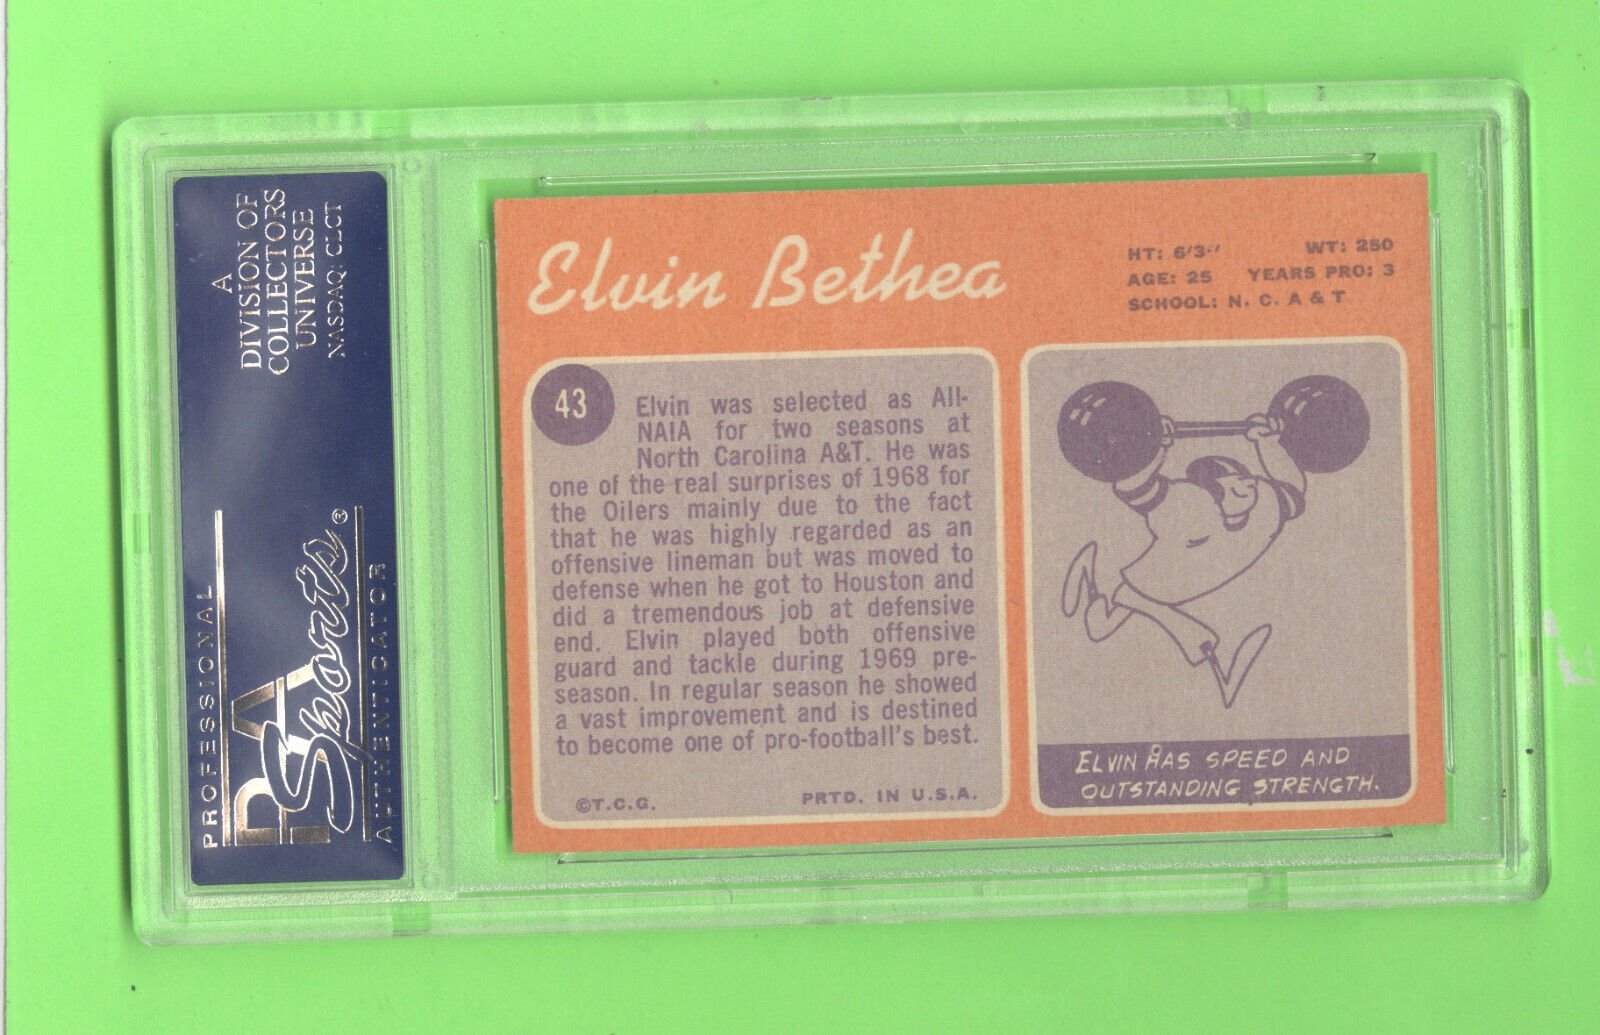 A
DIVISION OF
COLLECTORS
UNIVERSE
NASDAQ: CLCT
PROFESSIONAL
PSA
Sports®
AUTHENTICATOR
Elvin Bethea
HT: 6'3" WT: 250
AGE: 25 YEARS PRO: 3
SCHOOL: N. C. A & T
43
Elvin was selected as All-
NAIA for two seasons at
North Carolina A&T. He was
one of the real surprises of 1968 for
the Oilers mainly due to the fact
that he was highly regarded as an
offensive lineman but was moved to
defense when he got to Houston and
did a tremendous job at defensive
end. Elvin played both offensive
guard and tackle during 1969 pre-
season. In regular season he showed
a vast improvement and is destined
to become one of pro-football's best.
©T.C.G. PRTD. IN U.S.A.
ELVIN HAS SPEED AND
OUTSTANDING STRENGTH.